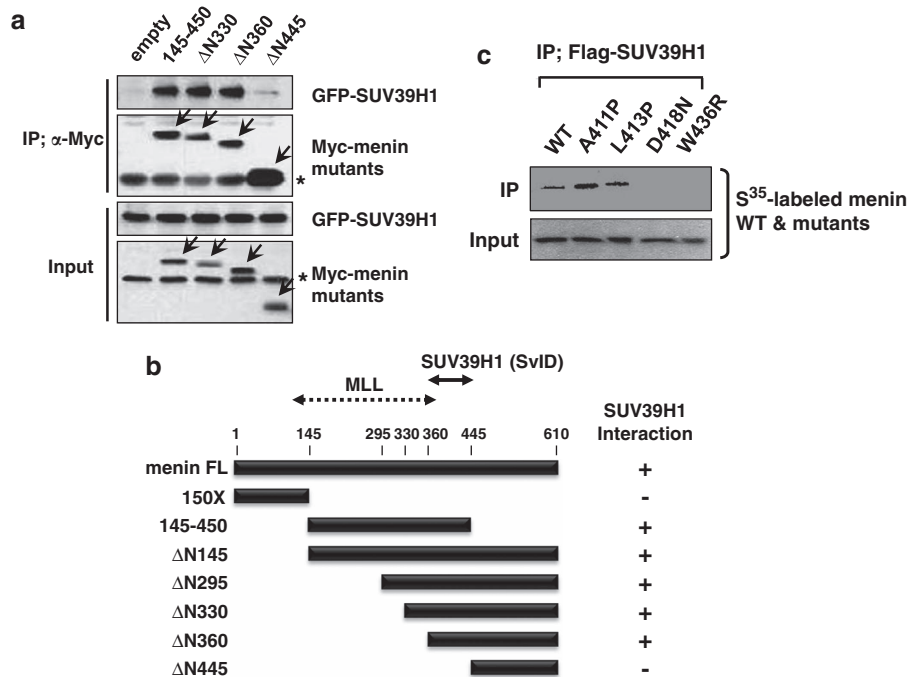 a
empty
145-450
ΔN330
ΔN360
ΔN445
IP; α-Myc
GFP-SUV39H1
Myc-menin
mutants
*
Input
GFP-SUV39H1
Myc-menin
mutants
*
c
IP; Flag-SUV39H1
WT
A411P
L413P
D418N
W436R
IP
Input
S³⁵-labeled menin
WT & mutants
b
SUV39H1 (SvID)
MLL
SUV39H1
Interaction
1 145 295 330 360 445 610
menin FL +
150X -
145-450 +
ΔN145 +
ΔN295 +
ΔN330 +
ΔN360 +
ΔN445 -